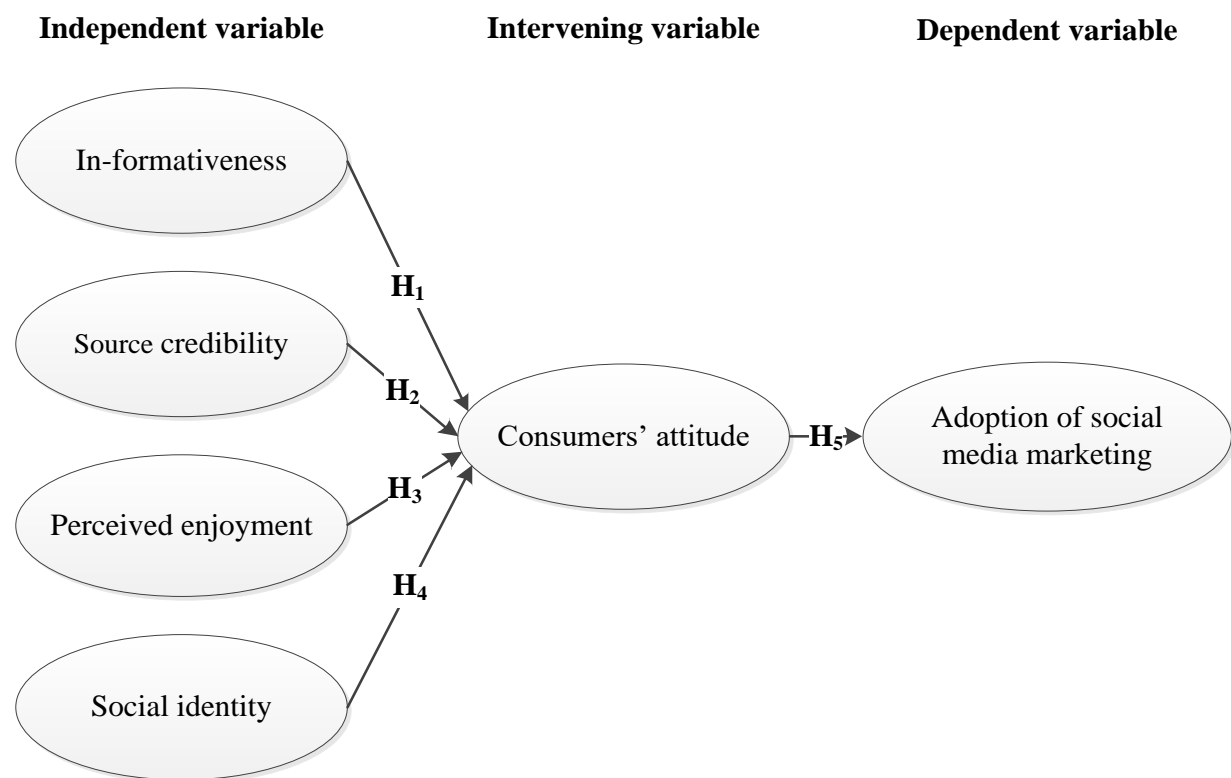 Independent variable
Intervening variable
Dependent variable
In-formativeness
H1
Source credibility
H2
Consumers’ attitude
H5
Adoption of social
media marketing
Perceived enjoyment
H3
H4
Social identity